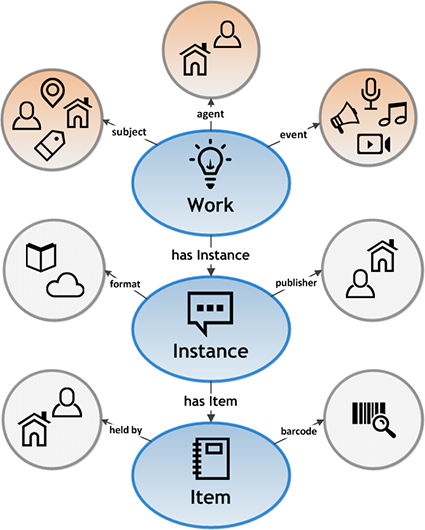 agent
subject
event
Work
has Instance
format
publisher
Instance
has Item
held by
barcode
Item